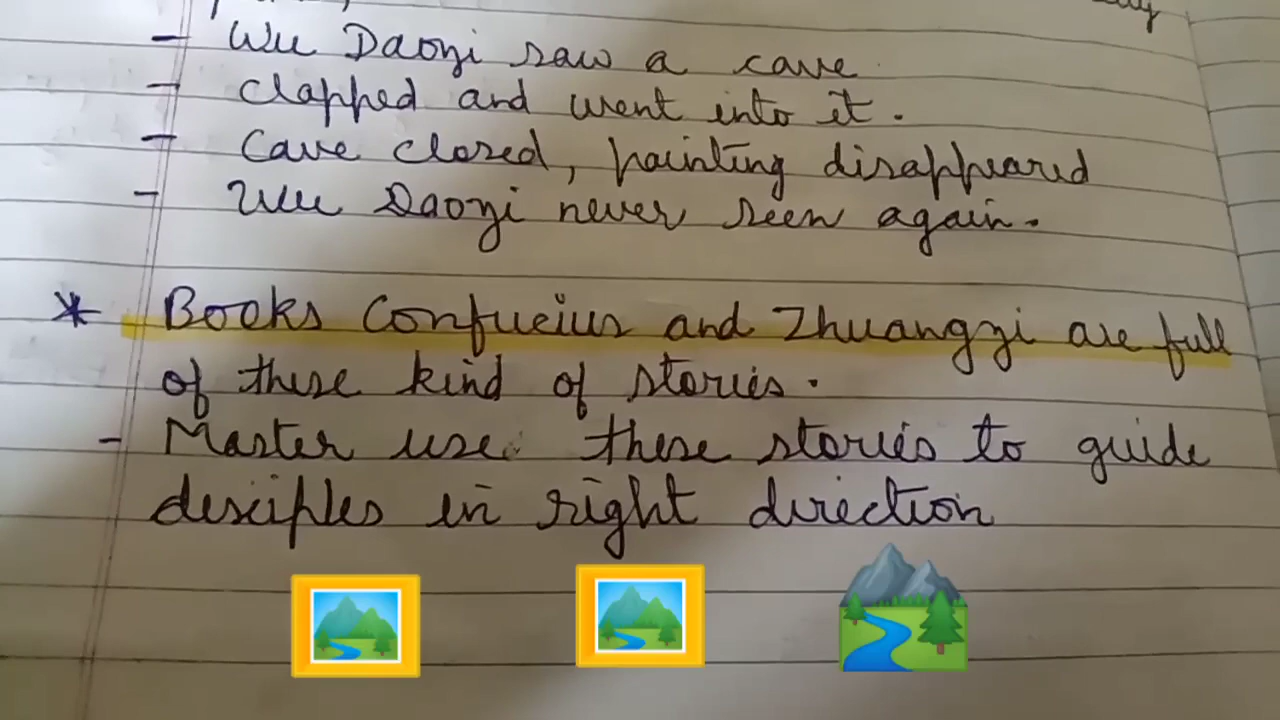 - Wu Daozi saw a cave
- Clapped and went into it.
- Cave closed, painting disappeared
- Wu Daozi never seen again.
* Books Confucius and Zhuangzi are full
of these kind of stories.
- Master use these stories to guide
desciples in right direction